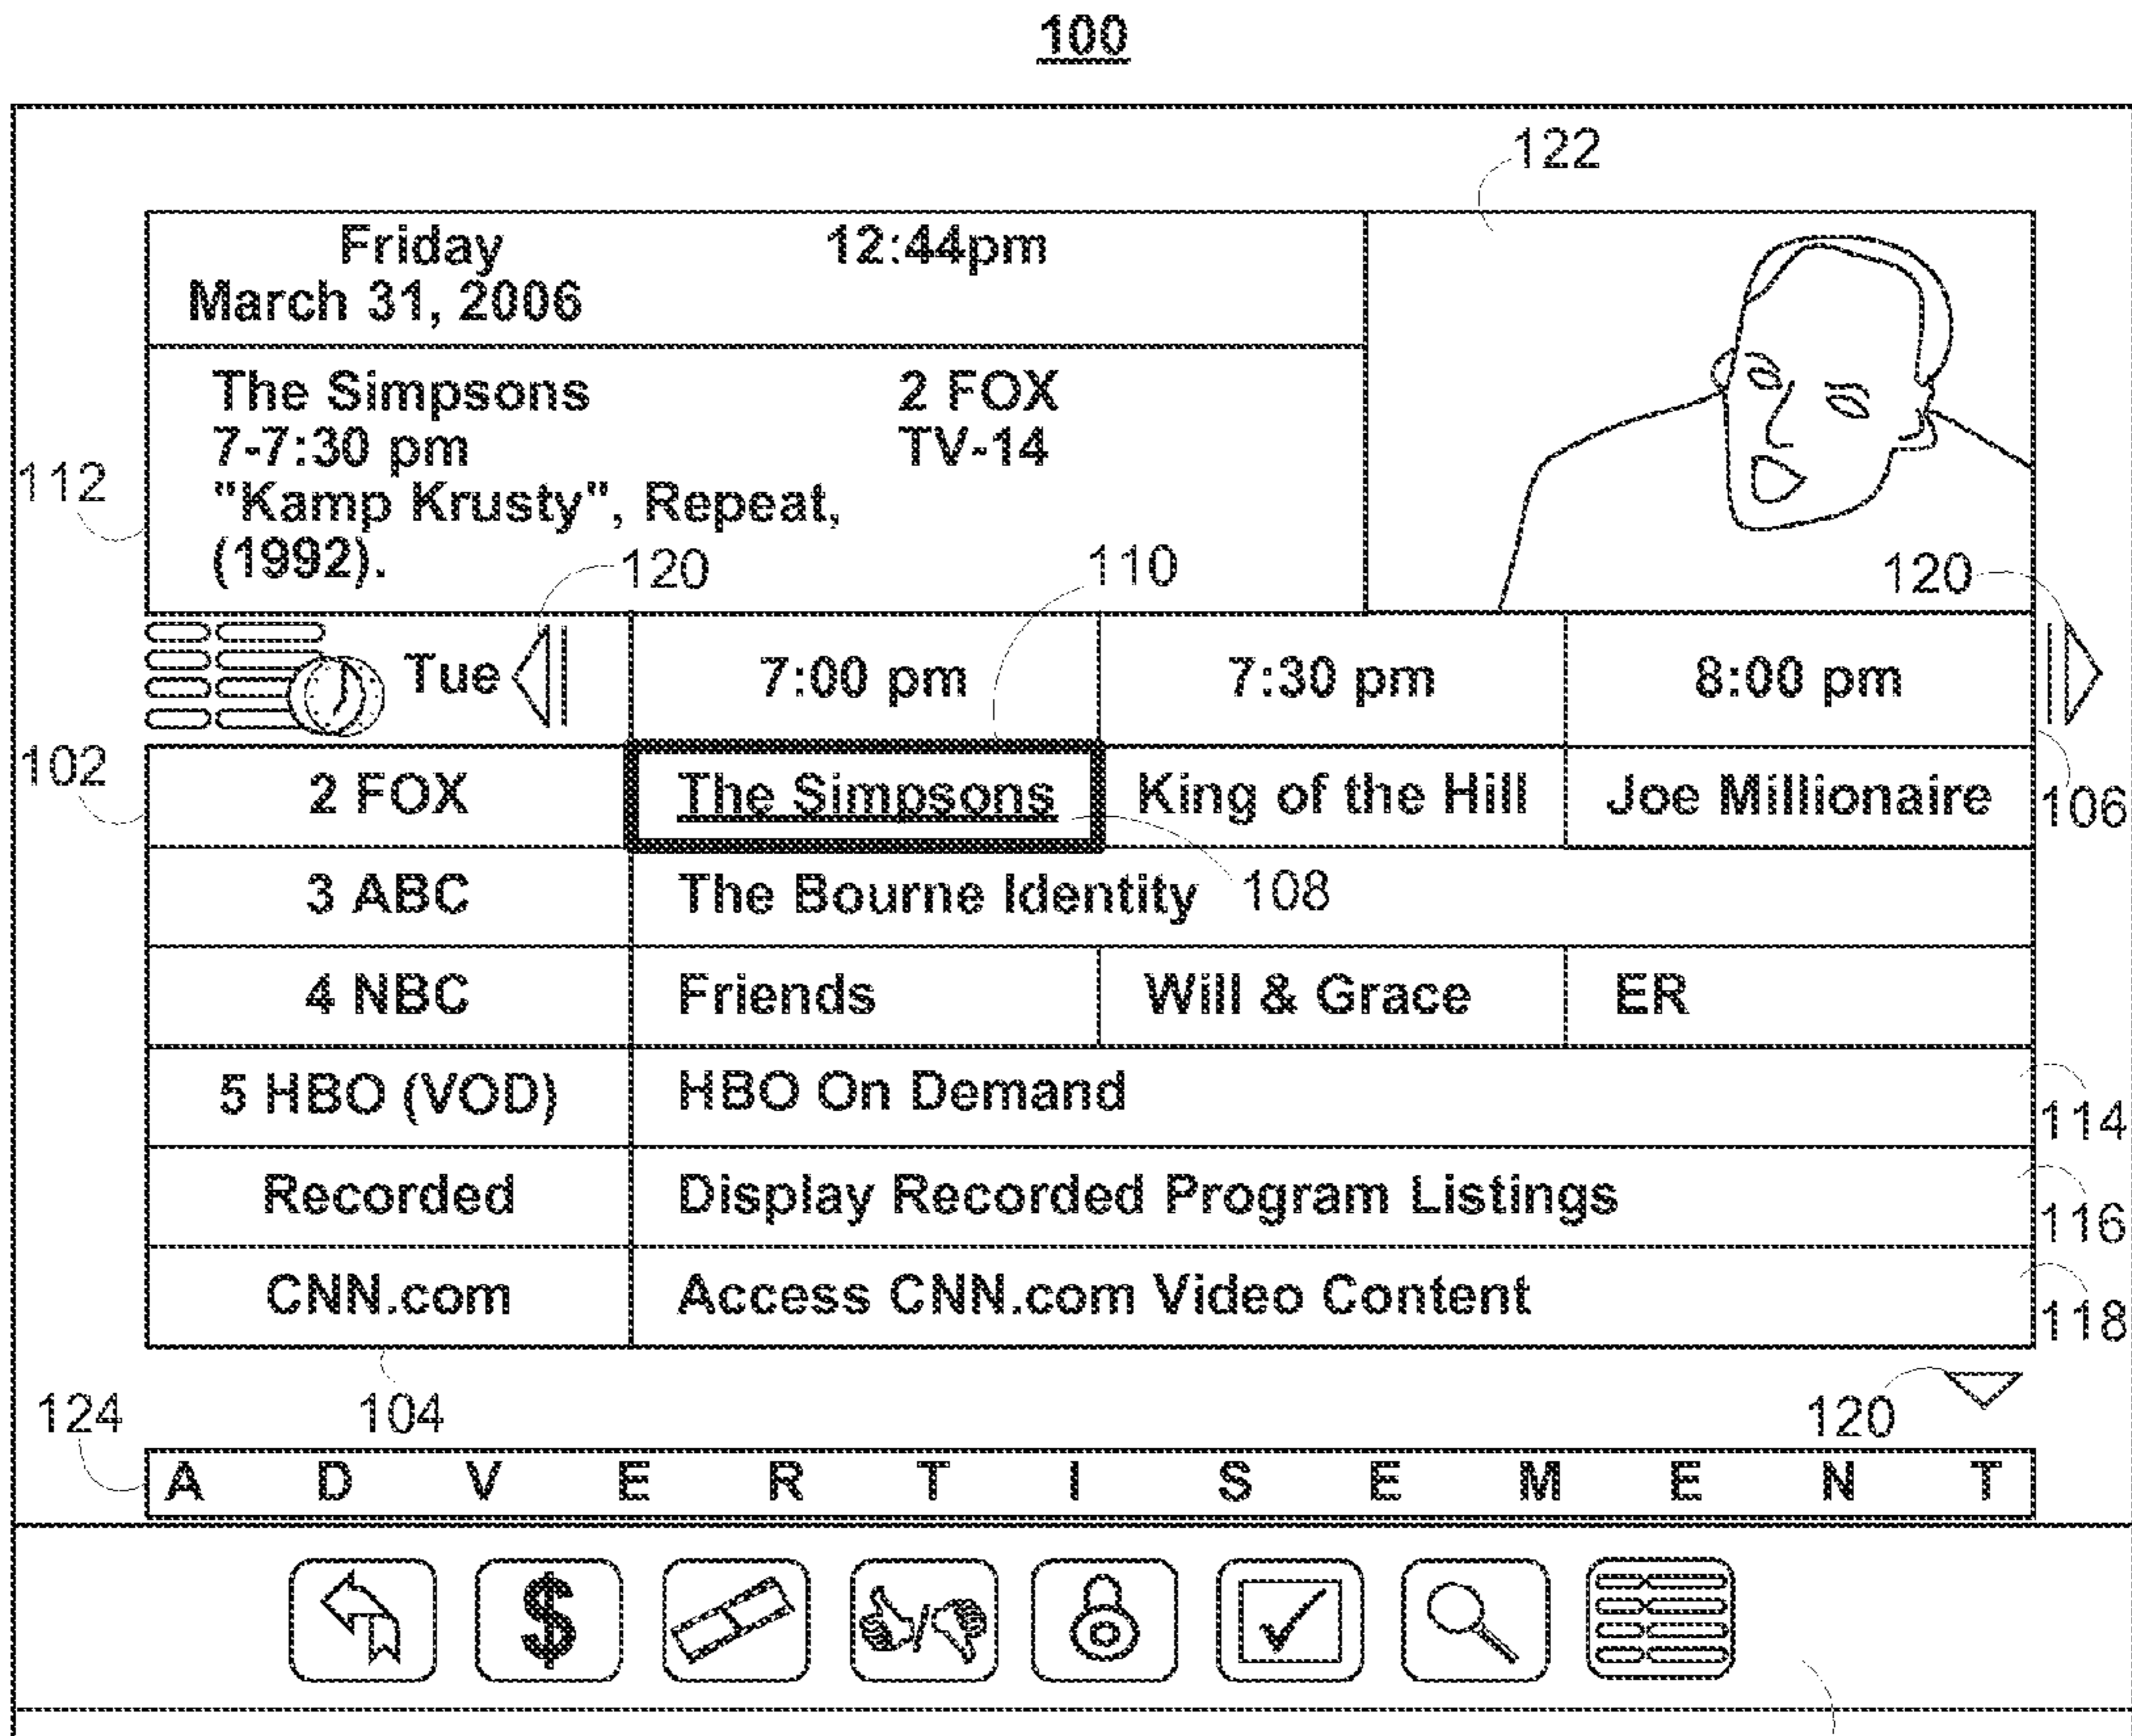 100
122
Friday 12:44pm
March 31, 2006
The Simpsons 2 FOX
7-7:30 pm TV-14
112
"Kamp Krusty", Repeat,
(1992).
120 110 120
Tue 7:00 pm 7:30 pm 8:00 pm
102
2 FOX The Simpsons King of the Hill Joe Millionaire
106
3 ABC The Bourne Identity 108
4 NBC Friends Will & Grace ER
5 HBO (VOD) HBO On Demand
114
Recorded Display Recorded Program Listings
116
CNN.com Access CNN.com Video Content
118
124 104 120
A D V E R T I S E M E N T
$ /